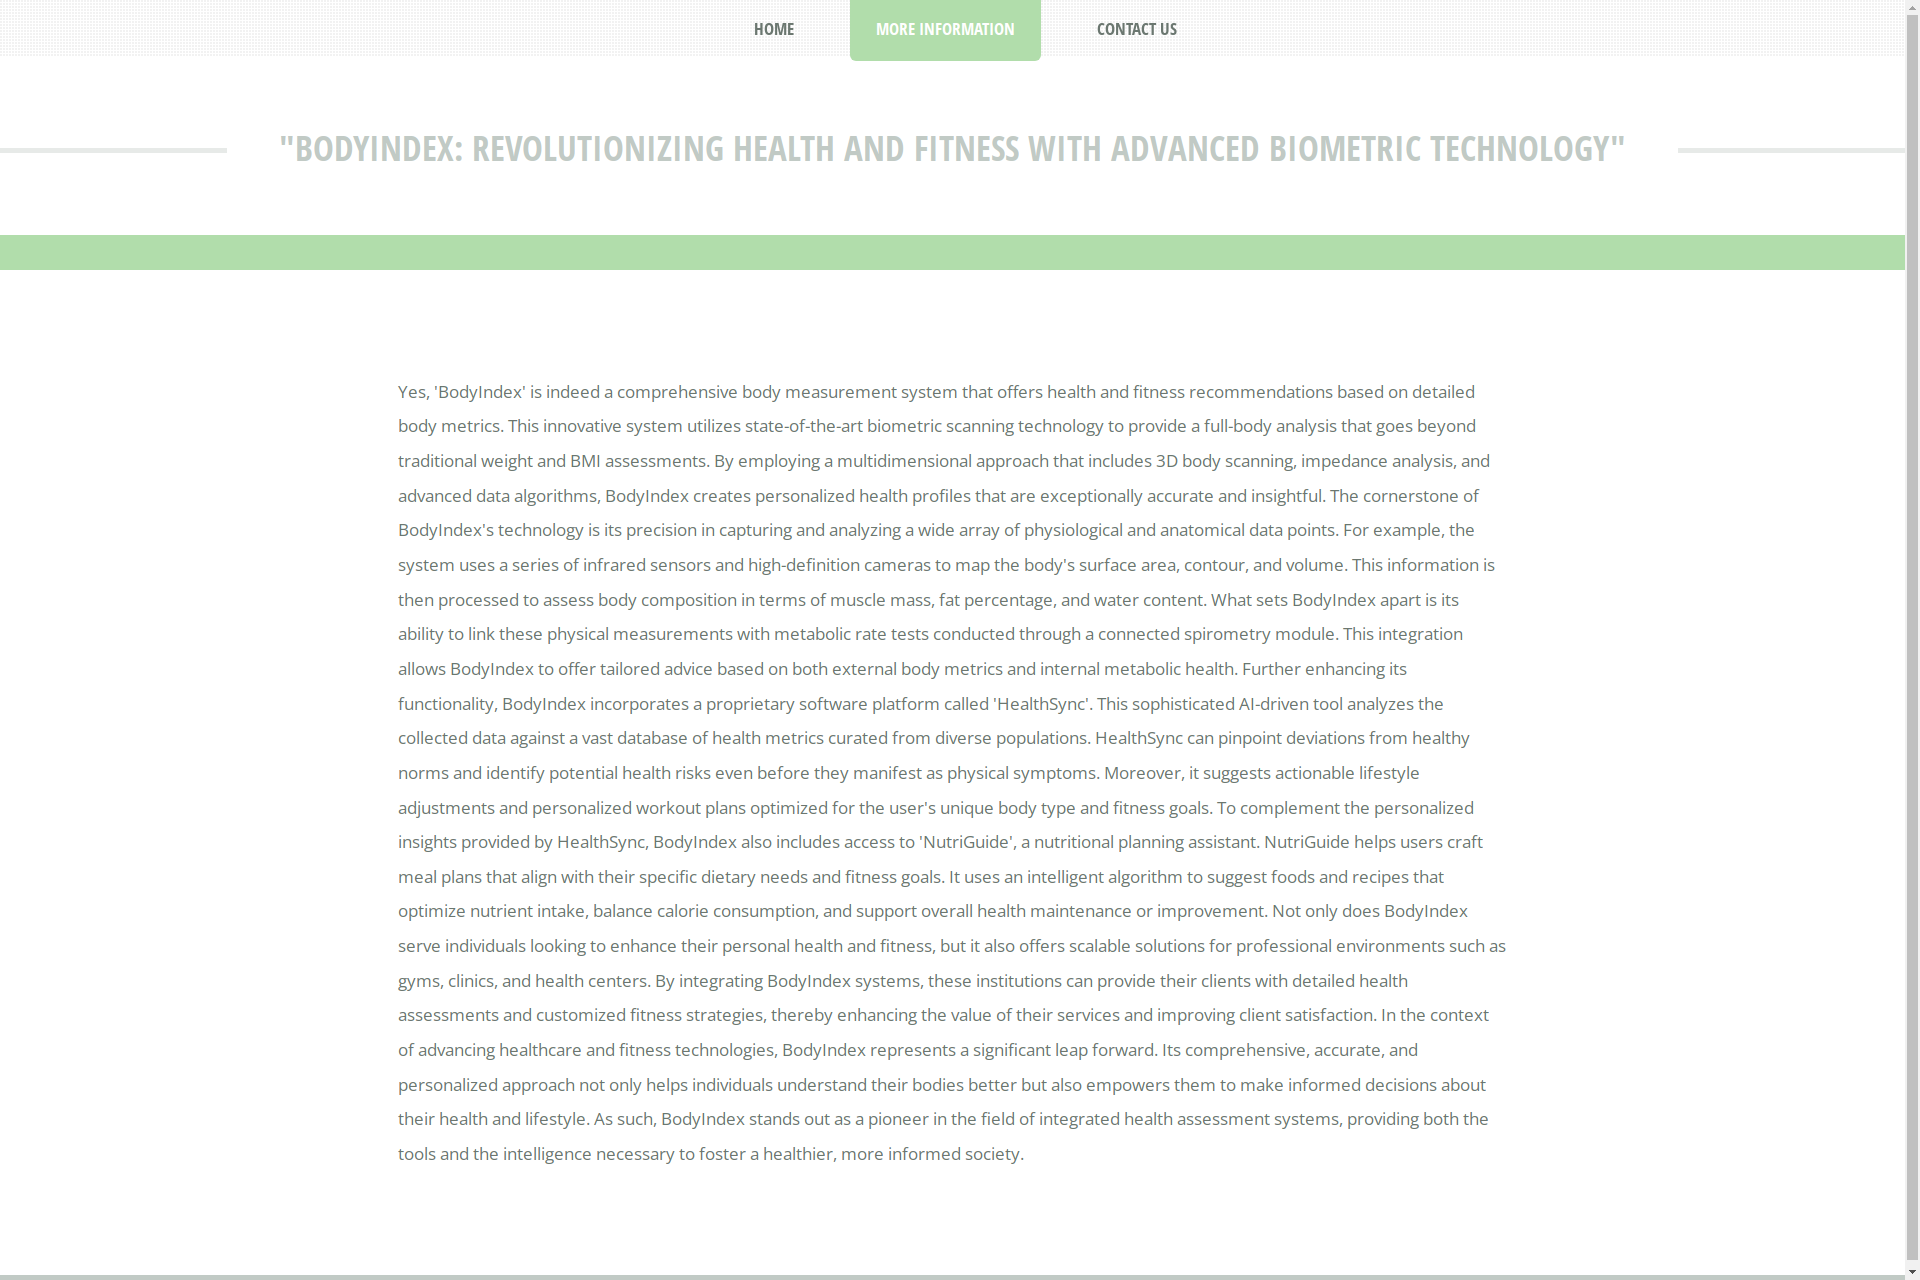 HOME
MORE INFORMATION
CONTACT US
"BODYINDEX: REVOLUTIONIZING HEALTH AND FITNESS WITH ADVANCED BIOMETRIC TECHNOLOGY"
Yes, 'BodyIndex' is indeed a comprehensive body measurement system that offers health and fitness recommendations based on detailed
body metrics. This innovative system utilizes state-of-the-art biometric scanning technology to provide a full-body analysis that goes beyond
traditional weight and BMI assessments. By employing a multidimensional approach that includes 3D body scanning, impedance analysis, and
advanced data algorithms, BodyIndex creates personalized health profiles that are exceptionally accurate and insightful. The cornerstone of
BodyIndex's technology is its precision in capturing and analyzing a wide array of physiological and anatomical data points. For example, the
system uses a series of infrared sensors and high-definition cameras to map the body's surface area, contour, and volume. This information is
then processed to assess body composition in terms of muscle mass, fat percentage, and water content. What sets BodyIndex apart is its
ability to link these physical measurements with metabolic rate tests conducted through a connected spirometry module. This integration
allows BodyIndex to offer tailored advice based on both external body metrics and internal metabolic health. Further enhancing its
functionality, BodyIndex incorporates a proprietary software platform called 'HealthSync'. This sophisticated AI-driven tool analyzes the
collected data against a vast database of health metrics curated from diverse populations. HealthSync can pinpoint deviations from healthy
norms and identify potential health risks even before they manifest as physical symptoms. Moreover, it suggests actionable lifestyle
adjustments and personalized workout plans optimized for the user's unique body type and fitness goals. To complement the personalized
insights provided by HealthSync, BodyIndex also includes access to 'NutriGuide', a nutritional planning assistant. NutriGuide helps users craft
meal plans that align with their specific dietary needs and fitness goals. It uses an intelligent algorithm to suggest foods and recipes that
optimize nutrient intake, balance calorie consumption, and support overall health maintenance or improvement. Not only does BodyIndex
serve individuals looking to enhance their personal health and fitness, but it also offers scalable solutions for professional environments such as
gyms, clinics, and health centers. By integrating BodyIndex systems, these institutions can provide their clients with detailed health
assessments and customized fitness strategies, thereby enhancing the value of their services and improving client satisfaction. In the context
of advancing healthcare and fitness technologies, BodyIndex represents a significant leap forward. Its comprehensive, accurate, and
personalized approach not only helps individuals understand their bodies better but also empowers them to make informed decisions about
their health and lifestyle. As such, BodyIndex stands out as a pioneer in the field of integrated health assessment systems, providing both the
tools and the intelligence necessary to foster a healthier, more informed society.